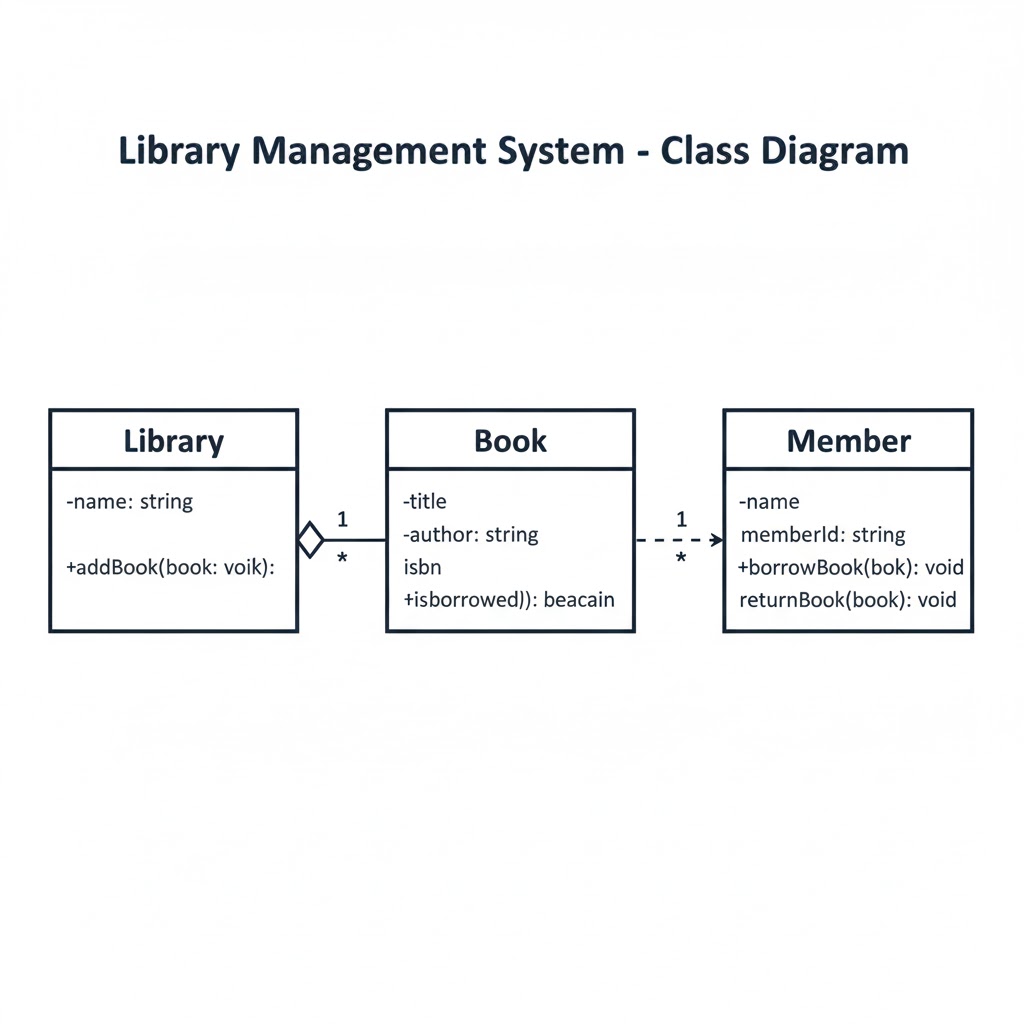 Library Management System - Class Diagram
Library
-name: string
+addBook(book: voik):
1
*
Book
-title
-author: string
isbn
+isborrowed)): beacain
1
*
Member
-name
memberId: string
+borrowBook(bok): void
returnBook(book): void